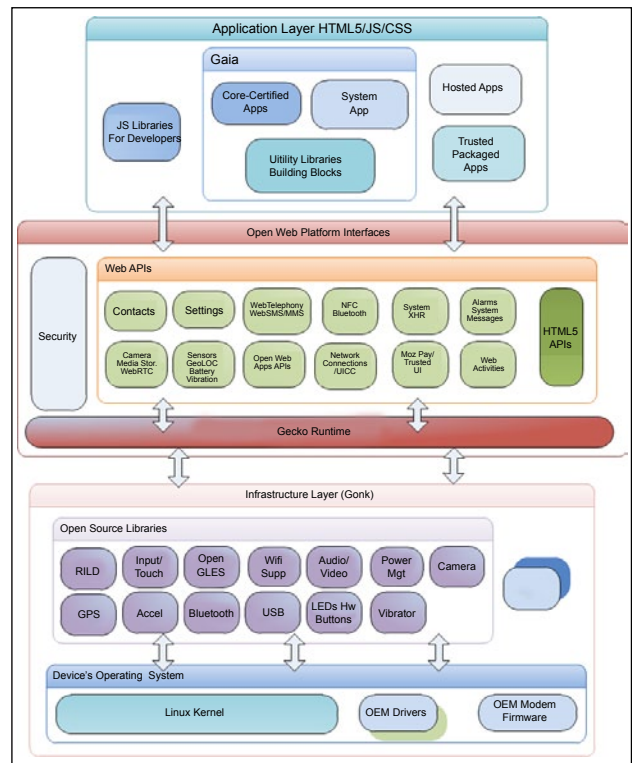 Application Layer HTML5/JS/CSS
Gaia
Core-Certified
Apps
System
App
Hosted Apps
JS Libraries
For Developers
Uitility Libraries
Building Blocks
Trusted
Packaged
Apps
Open Web Platform Interfaces
Security
Web APIs
Contacts
Settings
WebTelephony
WebSMS/MMS
NFC
Bluetooth
System
XHR
Alarms
System
Messages
Camera
Media Stor.
WebRTC
Sensors
GeoLOC
Battery
Vibration
Open Web
Apps APIs
Network
Connections
/UICC
Moz Pay/
Trusted
UI
Web
Activities
HTML5
APIs
Gecko Runtime
Infrastructure Layer (Gonk)
Open Source Libraries
RILD
Input/
Touch
Open
GLES
Wifi
Supp
Audio/
Video
Power
Mgt
Camera
GPS
Accel
Bluetooth
USB
LEDs Hw
Buttons
Vibrator
Device's Operating System
Linux Kernel
OEM Drivers
OEM Modem
Firmware